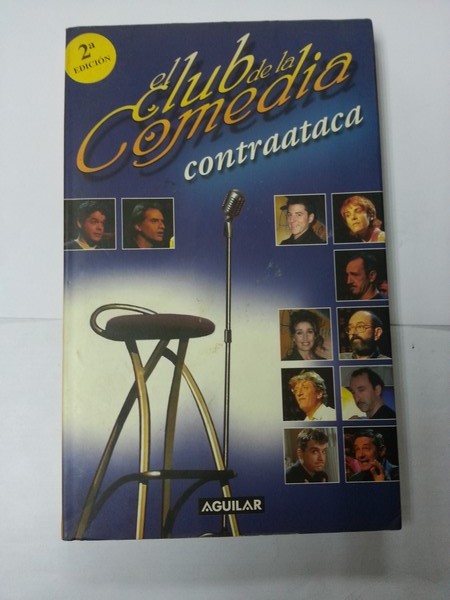 2ª
EDICIÓN
el Club de la
Comedia
contraataca
AGUILAR